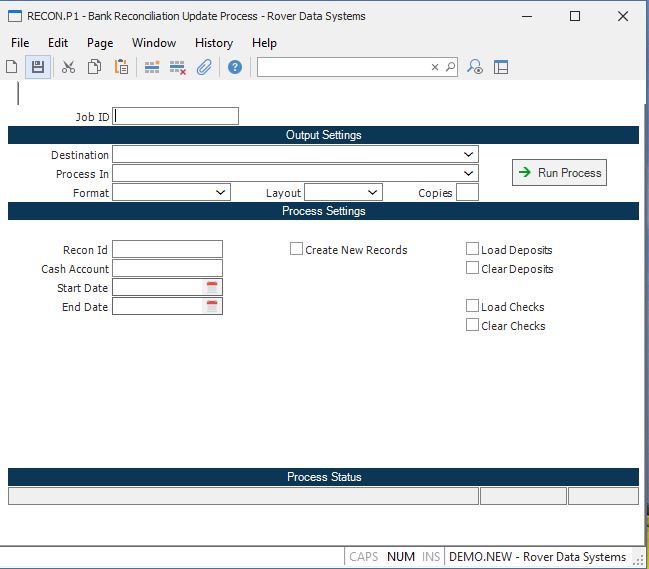 RECON.P1 - Bank Reconciliation Update Process - Rover Data Systems
File Edit Page Window History Help
Job ID
Output Settings
Destination
Process In
Run Process
Format Layout Copies
Process Settings
Recon Id Create New Records Load Deposits
Cash Account Clear Deposits
Start Date
End Date Load Checks
Clear Checks
Process Status
CAPS NUM INS DEMO.NEW - Rover Data Systems